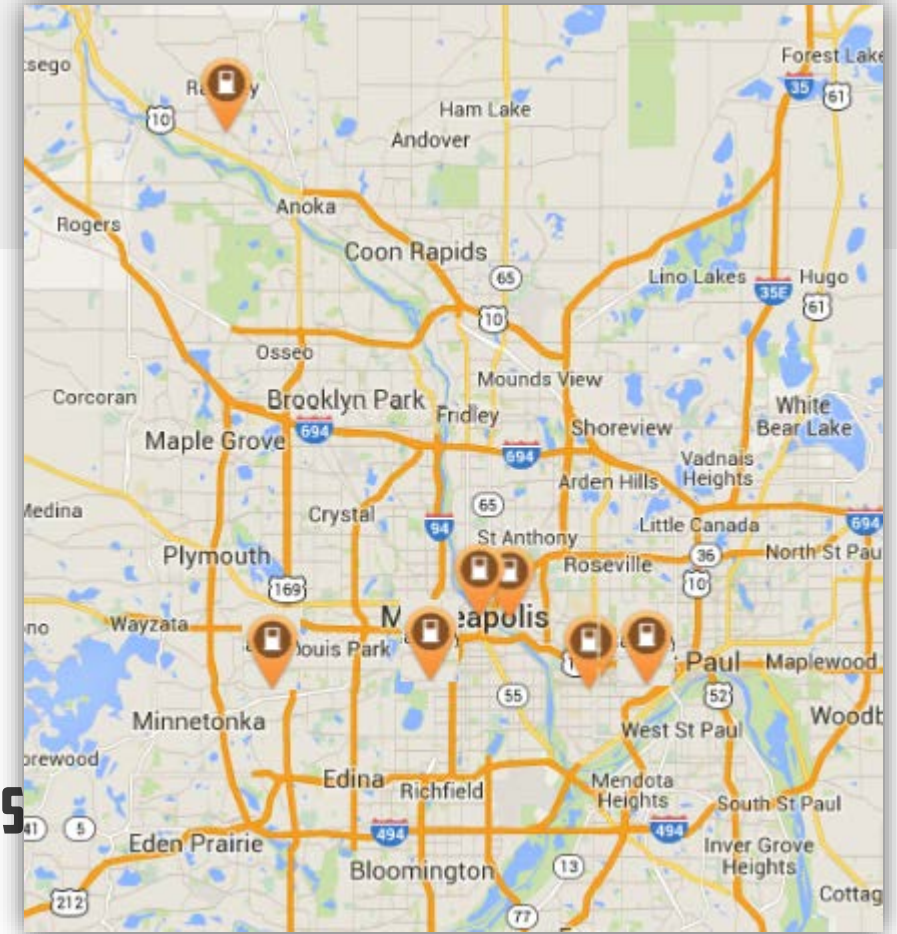 Forest Lake
35
61
10
Ham Lake
Andover
Anoka
Rogers
Coon Rapids
65
Lino Lakes
Hugo
35E
61
10
Osseo
Mounds View
Corcoran
Brooklyn Park
Fridley
White
Bear Lake
694
Shoreview
Maple Grove
694
Vadnais
Heights
Arden Hills
65
Crystal
94
Little Canada
694
St Anthony
Plymouth
Roseville
36
North St Pau
10
169
Wayzata
eapolis
ouis Park
Paul
Maplewood
55
52
Minnetonka
West St Paul
Woodb
Edina
Richfield
Mendota
Heights
South St Paul
S
41
5
494
494
Eden Prairie
Inver Grove
Heights
Bloomington
13
Cottag
212
77